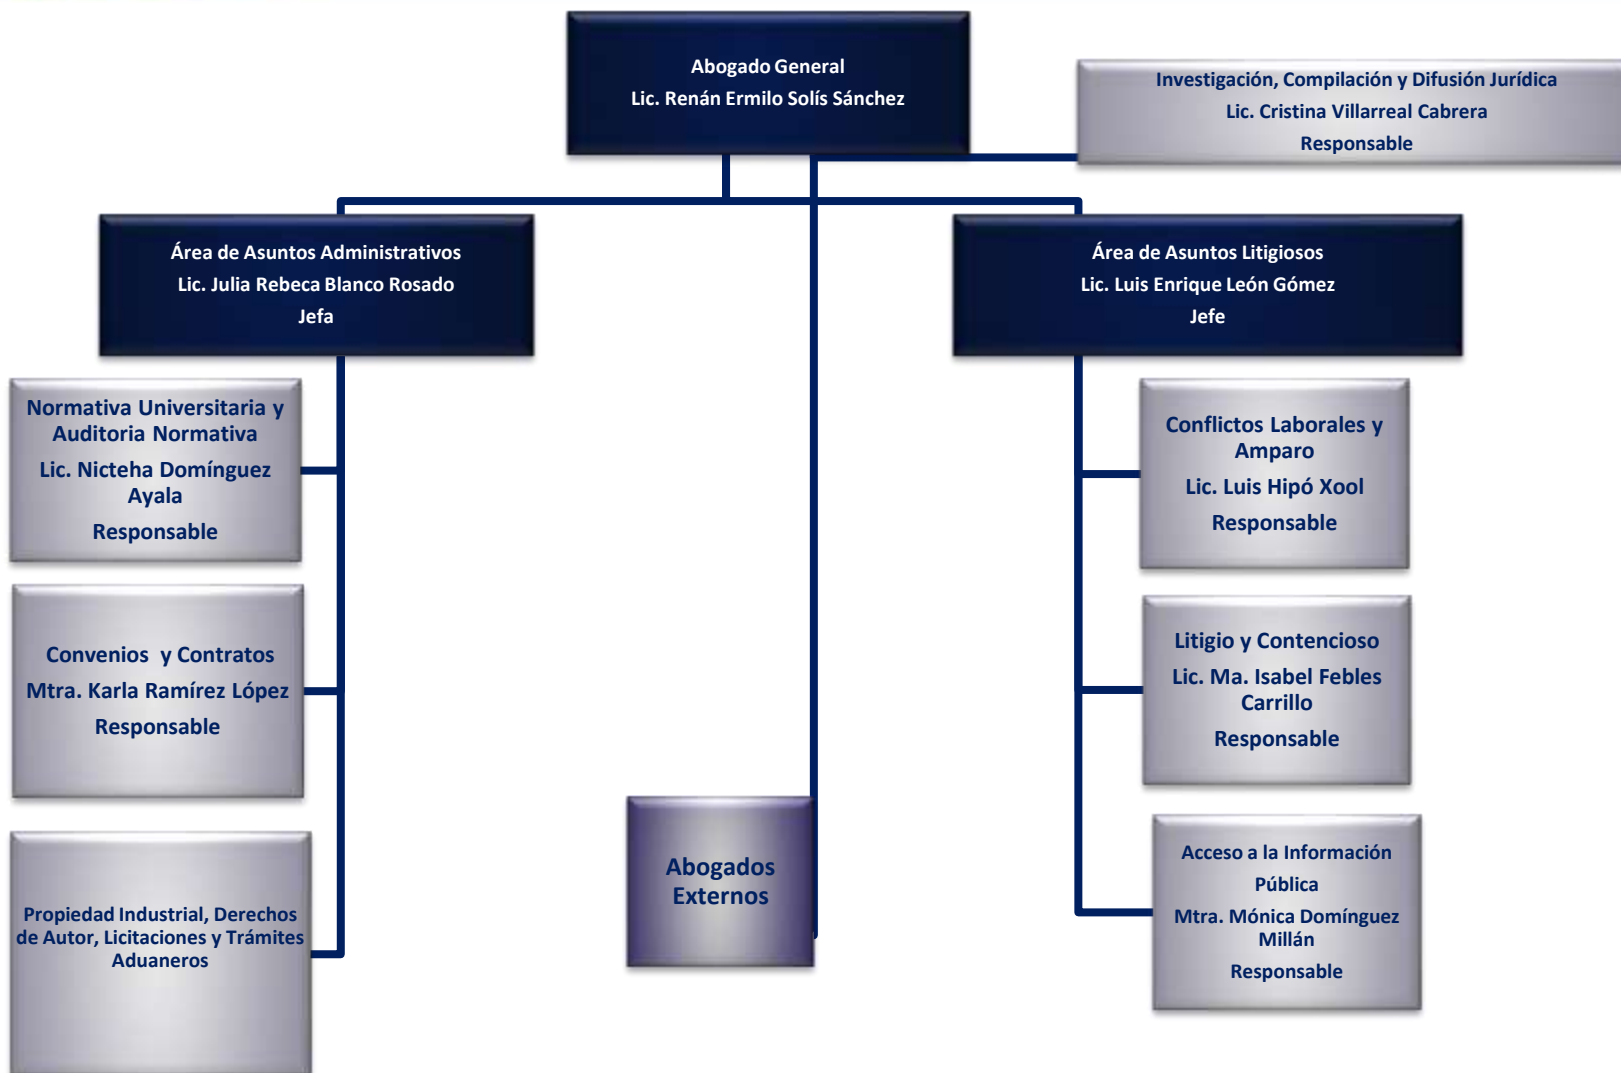 Abogado General
Lic. Renán Ermilo Solís Sánchez
Investigación, Compilación y Difusión Jurídica
Lic. Cristina Villarreal Cabrera
Responsable
Área de Asuntos Administrativos
Lic. Julia Rebeca Blanco Rosado
Jefa
Área de Asuntos Litigiosos
Lic. Luis Enrique León Gómez
Jefe
Normativa Universitaria y
Auditoria Normativa
Lic. Nicteha Domínguez
Ayala
Responsable
Convenios y Contratos
Mtra. Karla Ramírez López
Responsable
Propiedad Industrial, Derechos
de Autor, Licitaciones y Trámites
Aduaneros
Abogados
Externos
Conflictos Laborales y
Amparo
Lic. Luis Hipó Xool
Responsable
Litigio y Contencioso
Lic. Ma. Isabel Febles
Carrillo
Responsable
Acceso a la Información
Pública
Mtra. Mónica Domínguez
Millán
Responsable